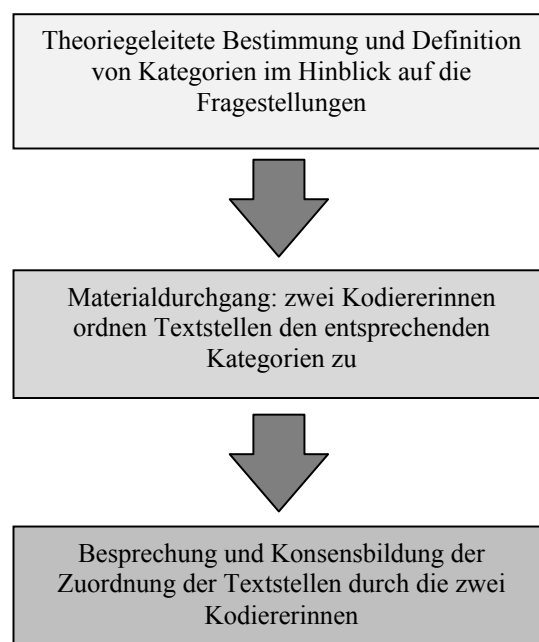 Theoriegeleitete Bestimmung und Definition
von Kategorien im Hinblick auf die
Fragestellungen
Materialdurchgang: zwei Kodiererinnen
ordnen Textstellen den entsprechenden
Kategorien zu
Besprechung und Konsensbildung der
Zuordnung der Textstellen durch die zwei
Kodiererinnen